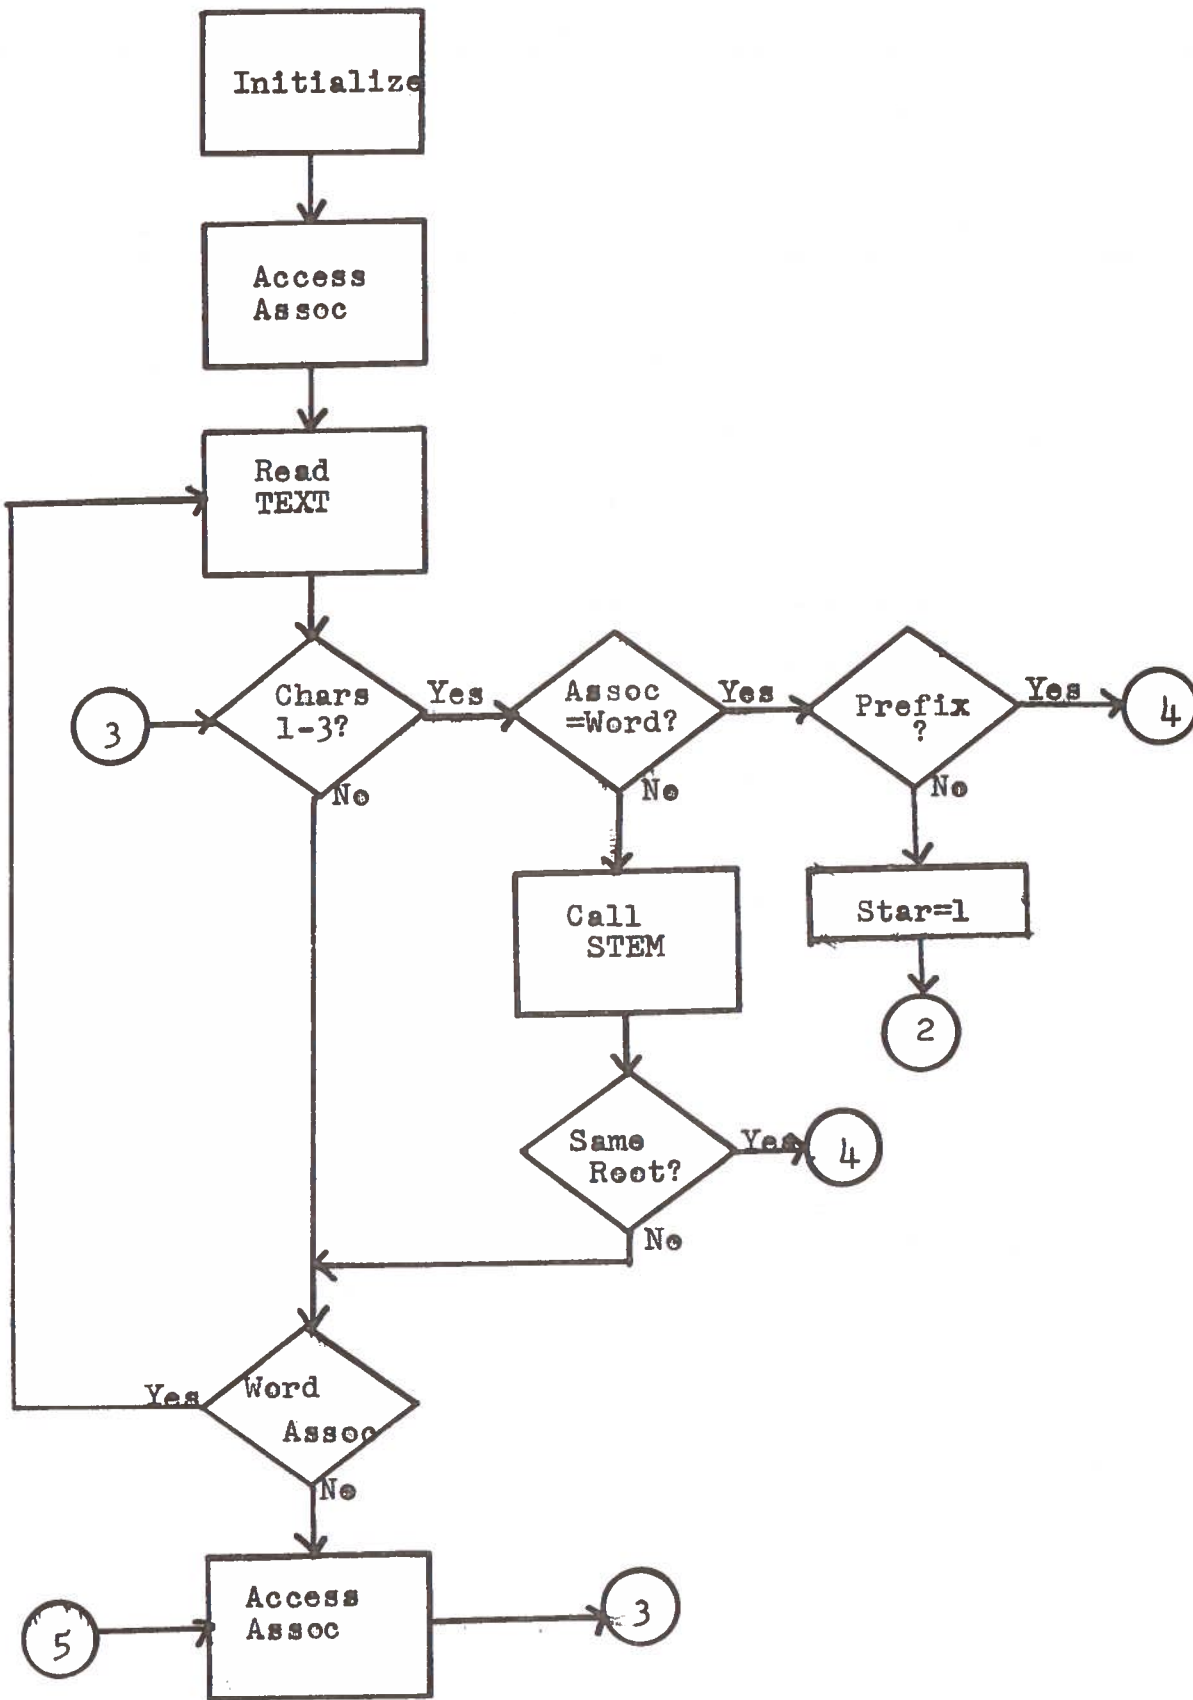 Initialize
Access
Assoc
Read
TEXT
3
Chars
1-3?
Yes
No
Assoc
=Word?
Yes
No
Prefix
?
Yes
No
4
Call
STEM
Star=1
2
Same
Root?
Yes
No
4
Word
Assoc
Yes
No
5
Access
Assoc
3